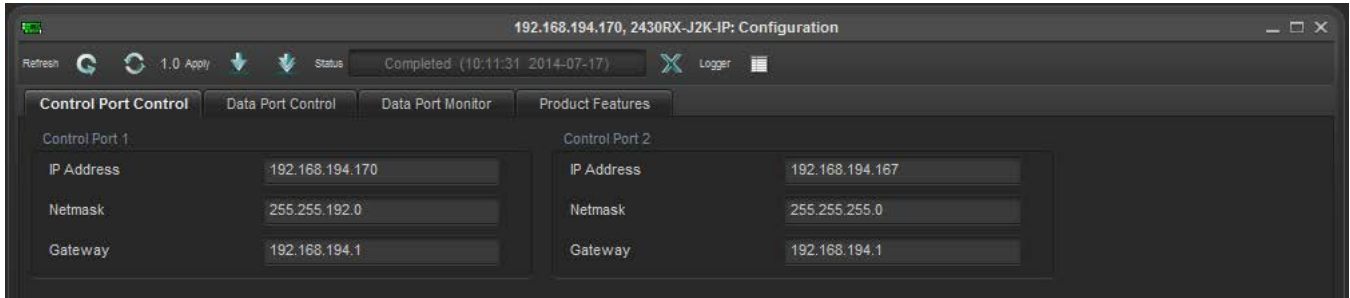 192.168.194.170, 2430RX-J2K-IP: Configuration
Refresh 1.0 Apply Status Completed (10:11:31 2014-07-17) Logger
Control Port Control Data Port Control Data Port Monitor Product Features
Control Port 1 Control Port 2
IP Address 192.168.194.170 IP Address 192.168.194.167
Netmask 255.255.192.0 Netmask 255.255.255.0
Gateway 192.168.194.1 Gateway 192.168.194.1